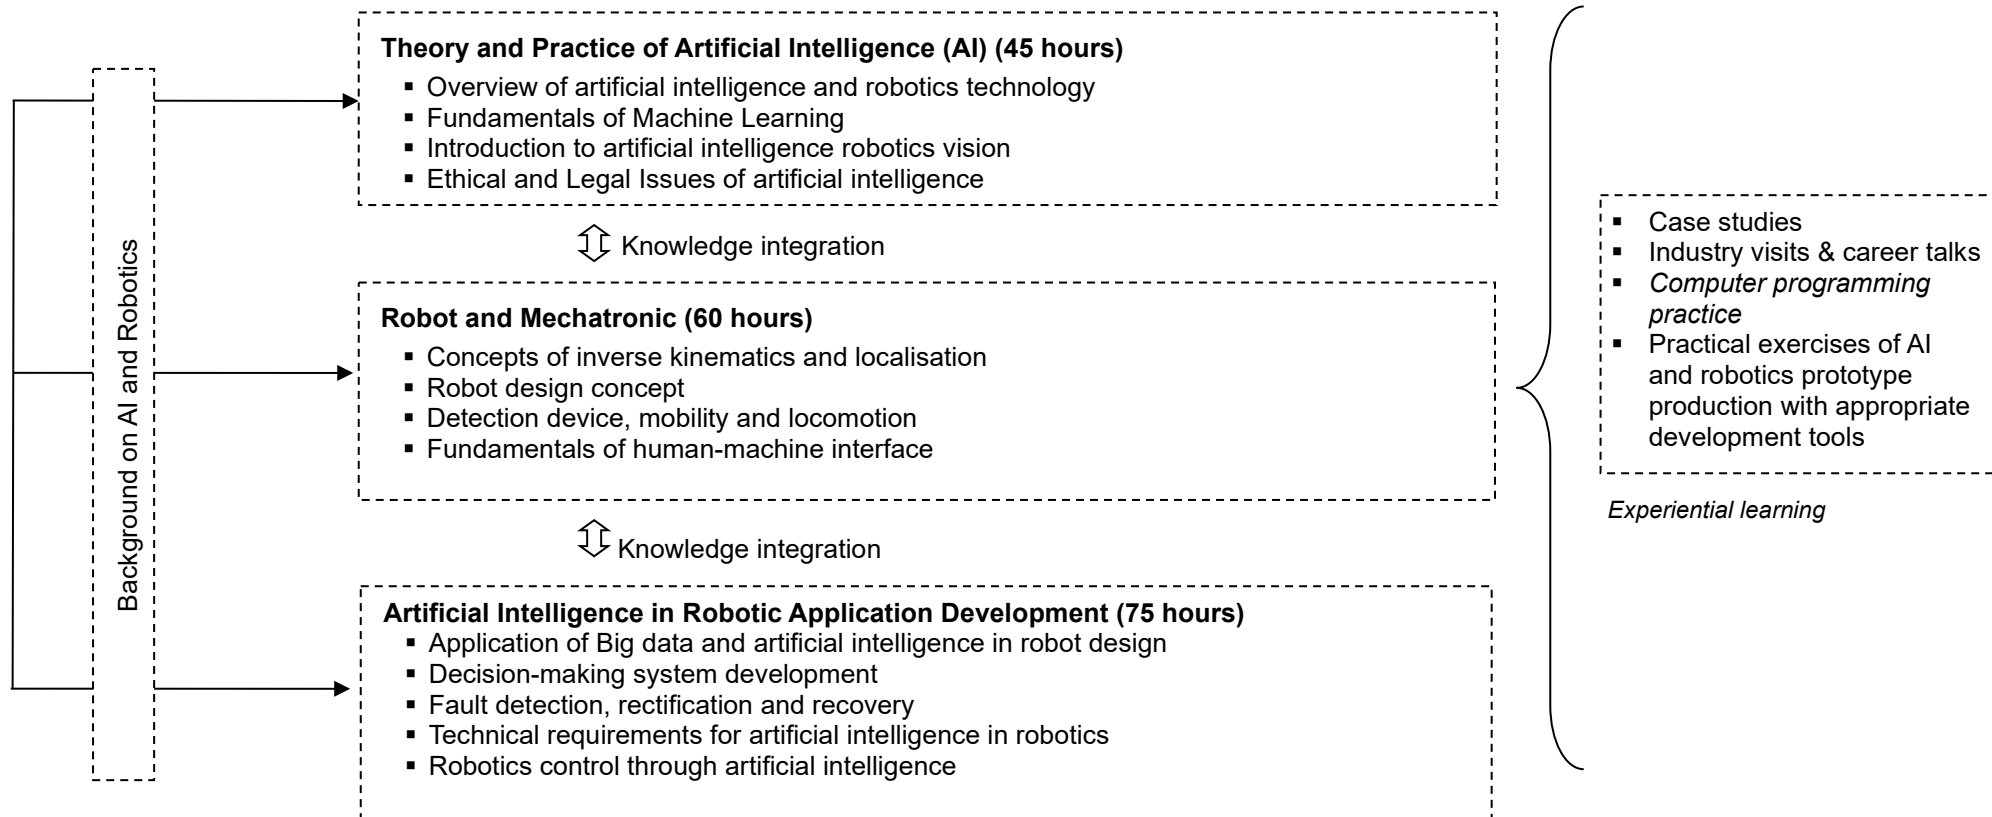 Background on AI and Robotics
Theory and Practice of Artificial Intelligence (AI) (45 hours)
▪ Overview of artificial intelligence and robotics technology
▪ Fundamentals of Machine Learning
▪ Introduction to artificial intelligence robotics vision
▪ Ethical and Legal Issues of artificial intelligence
Knowledge integration
Robot and Mechatronic (60 hours)
▪ Concepts of inverse kinematics and localisation
▪ Robot design concept
▪ Detection device, mobility and locomotion
▪ Fundamentals of human-machine interface
Knowledge integration
Artificial Intelligence in Robotic Application Development (75 hours)
▪ Application of Big data and artificial intelligence in robot design
▪ Decision-making system development
▪ Fault detection, rectification and recovery
▪ Technical requirements for artificial intelligence in robotics
▪ Robotics control through artificial intelligence
▪ Case studies
▪ Industry visits & career talks
▪ Computer programming
practice
▪ Practical exercises of AI
and robotics prototype
production with appropriate
development tools
Experiential learning